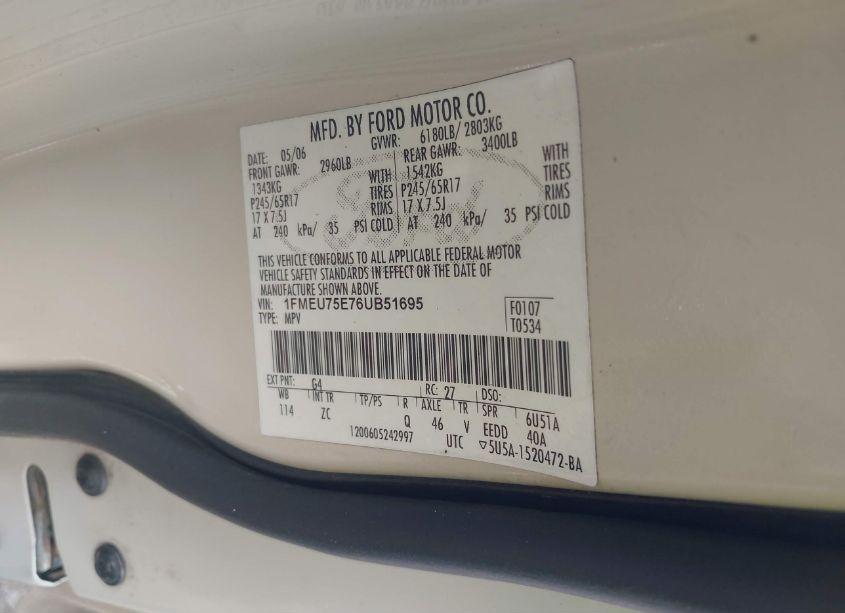 MFD. BY FORD MOTOR CO.
DATE: 05/06 GVWR: 6180LB/ 2803KG
FRONT GAWR: 2960LB REAR GAWR: 3400LB
1343KG WITH 1542KG WITH
P245/65R17 TIRES P245/65R17 TIRES
17 X 7.5J RIMS 17 X 7.5J RIMS
AT 240 kPa/ 35 PSI COLD AT 240 kPa/ 35 PSI COLD
Ford
THIS VEHICLE CONFORMS TO ALL APPLICABLE FEDERAL MOTOR
VEHICLE SAFETY STANDARDS IN EFFECT ON THE DATE OF
MANUFACTURE SHOWN ABOVE.
VIN: 1FMEU75E76UB51695
TYPE: MPV
F0107
T0534
EXT PNT: G4 RC: 27 DSO:
WB INT TR TP/PS R AXLE TR SPR 6U51A
114 ZC Q 46 V EEDD 40A
1200605242997 UTC ▽5U5A-1520472-BA